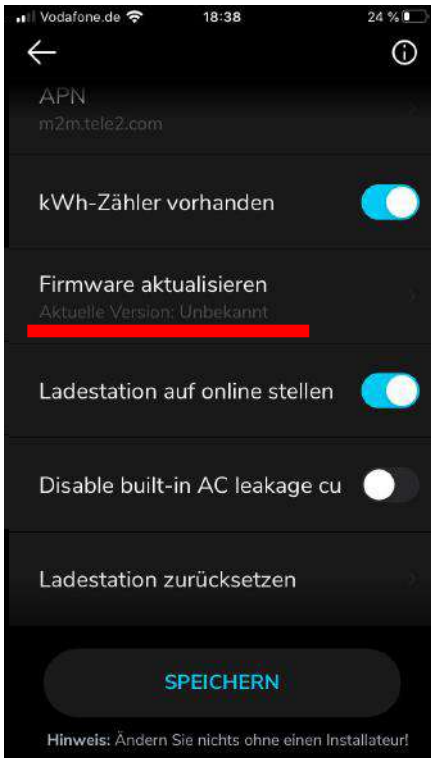 Vodafone.de 18:38 24 %
APN
m2m.tele2.com
kWh-Zähler vorhanden
Firmware aktualisieren
Aktuelle Version: Unbekannt
Ladestation auf online stellen
Disable built-in AC leakage cu
Ladestation zurücksetzen
SPEICHERN
Hinweis: Ändern Sie nichts ohne einen Installateur!